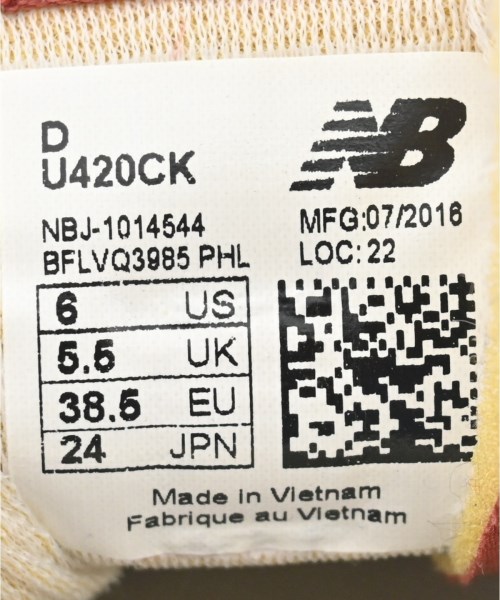 D
U420CK
NB
NBJ-1014544
BFLVQ3985 PHL
MFG:07/2016
LOC: 22
6 US
5.5 UK
38.5 EU
24 JPN
Made in Vietnam
Fabrique au Vietnam